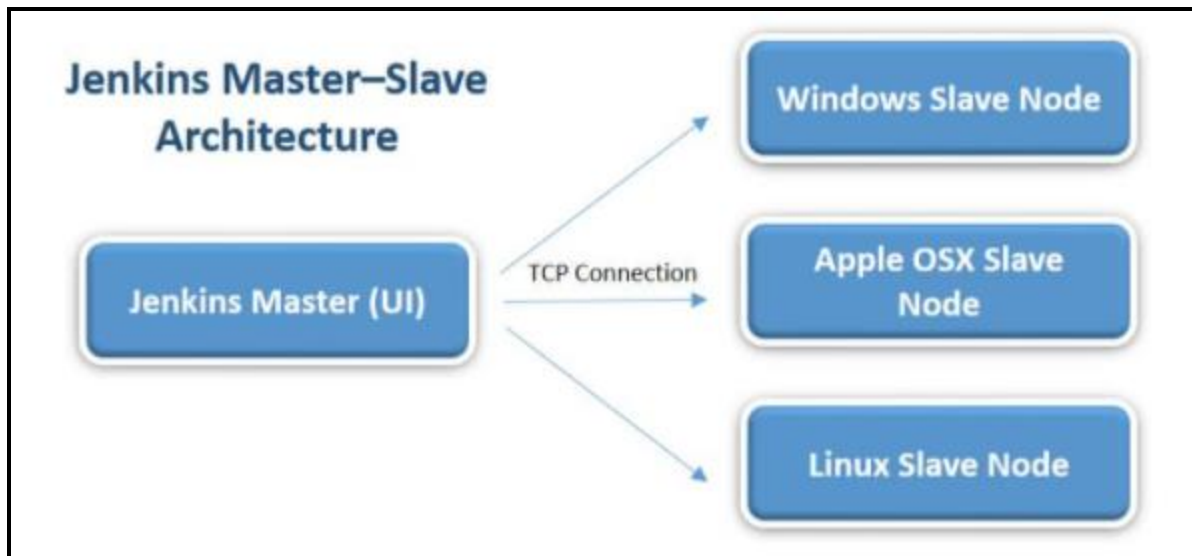 Jenkins Master–Slave
Architecture
Jenkins Master (UI)
TCP Connection
Windows Slave Node
Apple OSX Slave
Node
Linux Slave Node